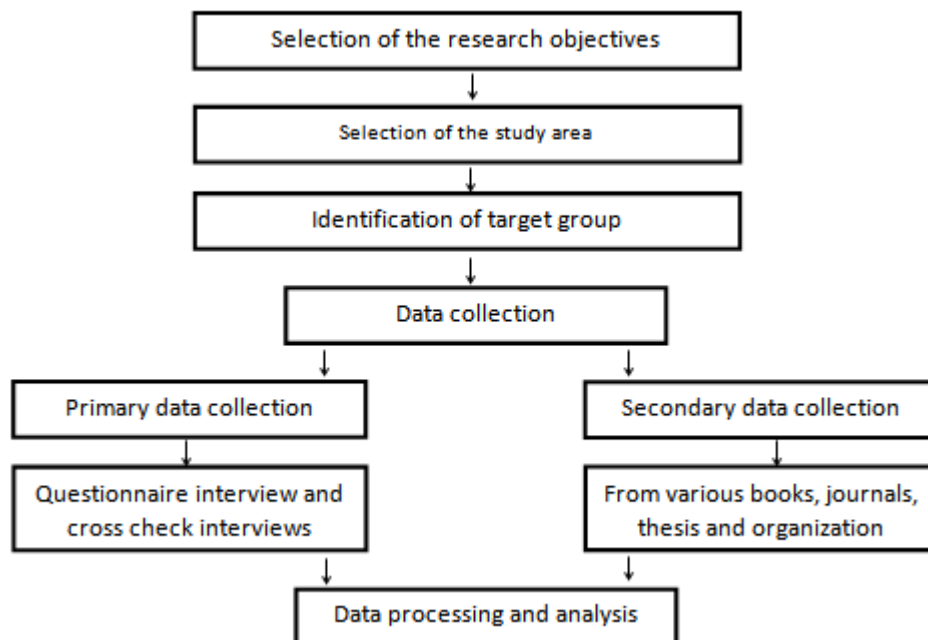 Selection of the research objectives
Selection of the study area
Identification of target group
Data collection
Primary data collection
Secondary data collection
Questionnaire interview and
cross check interviews
From various books, journals,
thesis and organization
Data processing and analysis